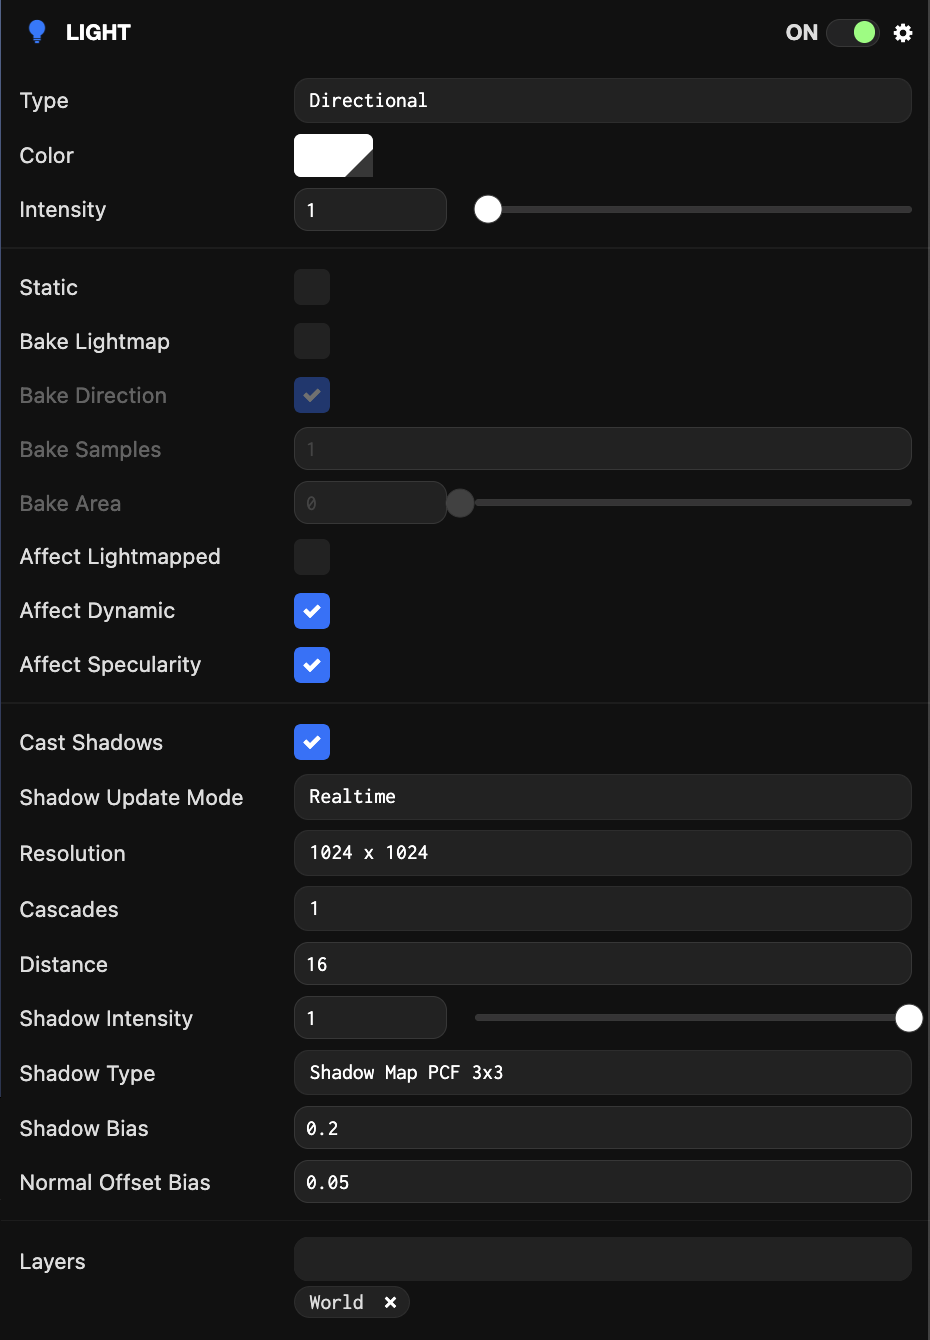 LIGHT ON
Type Directional
Color
Intensity 1
Static
Bake Lightmap
Bake Direction
Bake Samples 1
Bake Area 0
Affect Lightmapped
Affect Dynamic
Affect Specularity
Cast Shadows
Shadow Update Mode Realtime
Resolution 1024 x 1024
Cascades 1
Distance 16
Shadow Intensity 1
Shadow Type Shadow Map PCF 3x3
Shadow Bias 0.2
Normal Offset Bias 0.05
Layers
World